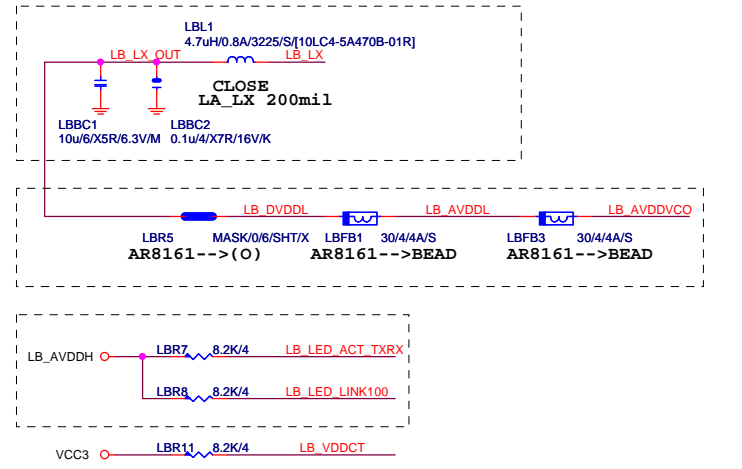 LBL1
4.7uH/0.8A/3225/S/[10LC4-5A470B-01R]
LB_LX_OUT
LB_LX
CLOSE
LA_LX 200mil
LBBC1
LBBC2
10u/6/X5R/6.3V/M
0.1u/4/X7R/16V/K
LB_DVDDL
LB_AVDDL
LB_AVDDVCO
LBR5
MASK/0/6/SHT/X
LBFB1
30/4/4A/S
LBFB3
30/4/4A/S
AR8161-->(O)
AR8161-->BEAD
AR8161-->BEAD
LB_AVDDH
LBR7
8.2K/4
LB_LED_ACT_TXRX
LBR8
8.2K/4
LB_LED_LINK100
VCC3
LBR11
8.2K/4
LB_VDDCT